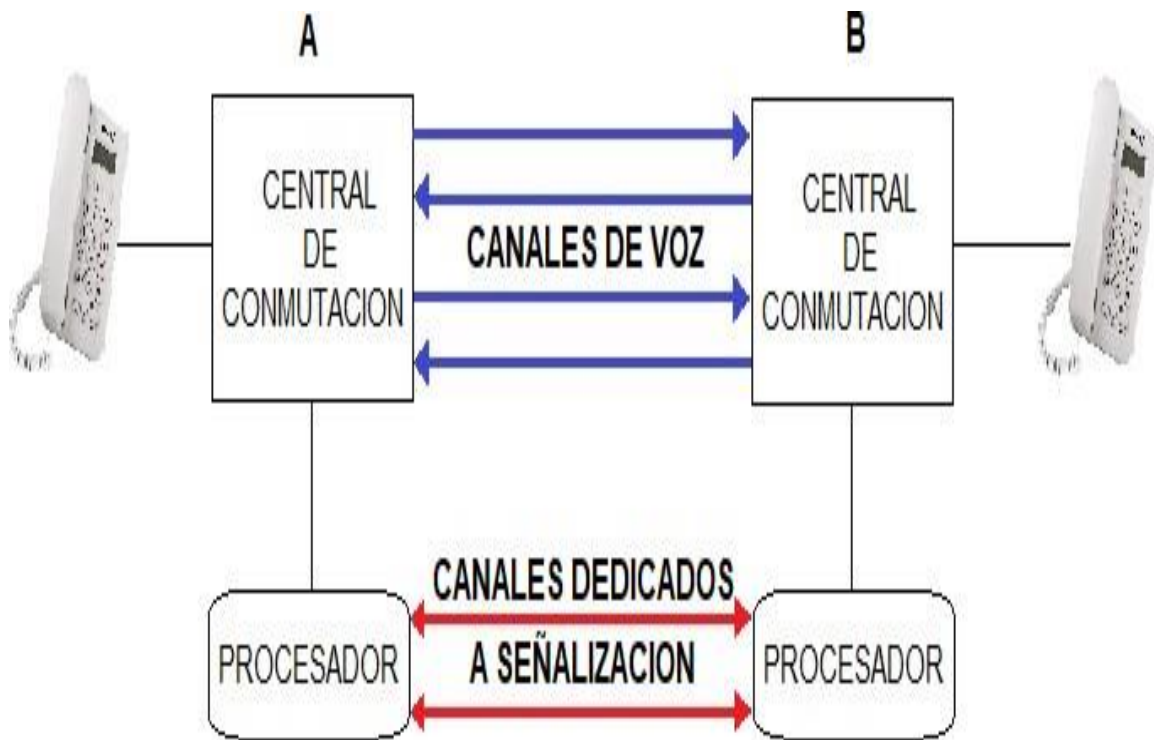 A
B
CENTRAL
DE
CONMUTACION
CANALES DE VOZ
CENTRAL
DE
CONMUTACION
CANALES DEDICADOS
A SEÑALIZACION
PROCESADOR
PROCESADOR